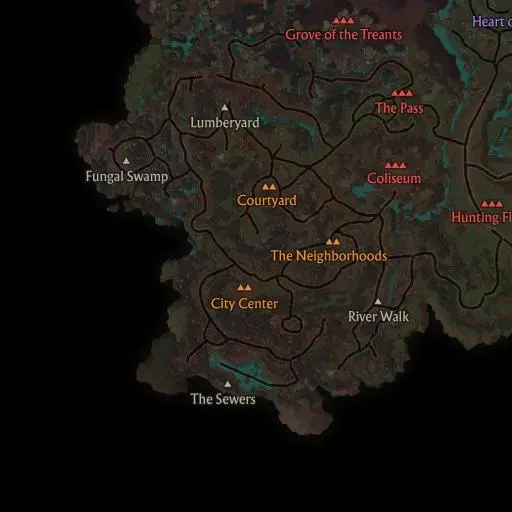 Heart
Grove of the Treants
The Pass
Lumberyard
Coliseum
Fungal Swamp
Courtyard
Hunting
The Neighborhoods
City Center
River Walk
The Sewers